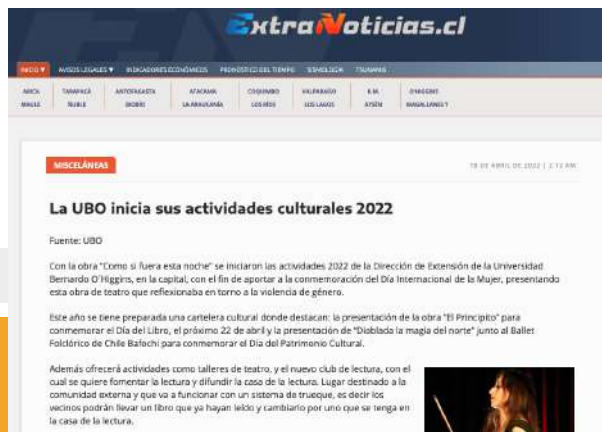 ExtraNoticias.cl
INICIO ▼ AVISOS LEGALES ▼ INDICADORES ECONÓMICOS PRONÓSTICO DEL TIEMPO SISMOLOGÍA TSUNAMIS
ARICA TARAPACÁ ANTOFAGASTA ATACAMA COQUIMBO VALPARAÍSO R.M. O'HIGGINS
MAULE ÑUBLE BIOBÍO LA ARAUCANÍA LOS RÍOS LOS LAGOS AYSÉN MAGALLANES Y
MISCELÁNEAS
18 DE ABRIL DE 2022 | 2:12 AM
La UBO inicia sus actividades culturales 2022
Fuente: UBO
Con la obra "Como si fuera esta noche" se iniciaron las actividades 2022 de la Dirección de Extensión de la Universidad
Bernardo O'Higgins, en la capital, con el fin de aportar a la conmemoración del Día Internacional de la Mujer, presentando
esta obra de teatro que reflexionaba en torno a la violencia de género.
Este año se tiene preparada una cartelera cultural donde destacan: la presentación de la obra "El Principito" para
conmemorar el Día del Libro, el próximo 22 de abril y la presentación de "Diablada la magia del norte" junto al Ballet
Folclórico de Chile Bafochi para conmemorar el Día del Patrimonio Cultural.
Además ofrecerá actividades como talleres de teatro, y el nuevo club de lectura, con el
cual se quiere fomentar la lectura y difundir la casa de la lectura. Lugar destinado a la
comunidad externa y que va a funcionar con un sistema de trueque, es decir los
vecinos podrán llevar un libro que ya hayan leído y cambiarlo por uno que se tenga en
la casa de la lectura.